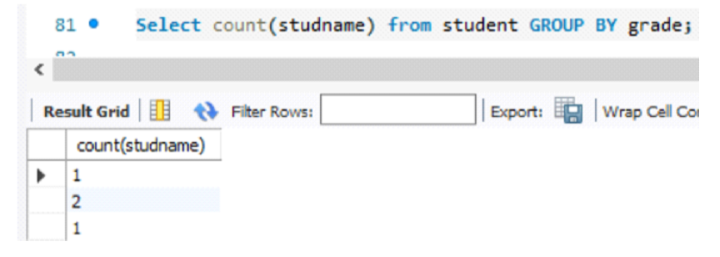 81 Select count(studname) from student GROUP BY grade;
Result Grid Filter Rows: Export: Wrap Cell Co
count(studname)
1
2
1